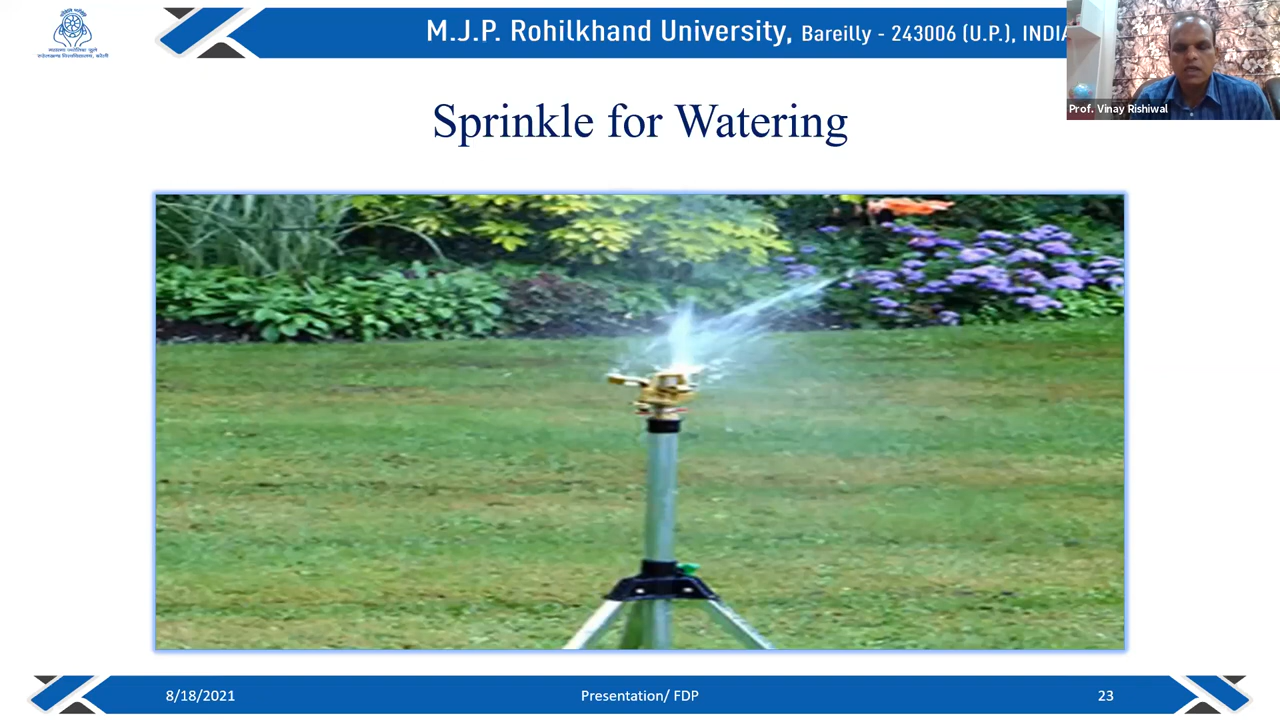 M.J.P. Rohilkhand University, Bareilly - 243006 (U.P.), INDIA
Prof. Vinay Rishiwal
Sprinkle for Watering
8/18/2021
Presentation/ FDP
23